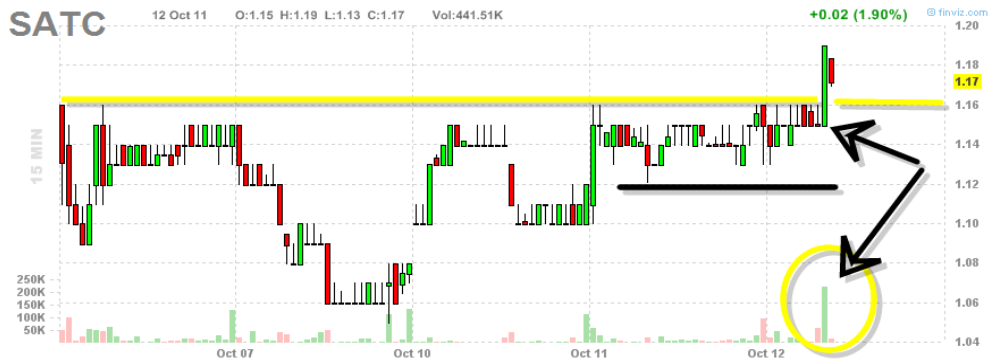 SATC 12 Oct 11 O:1.15 H:1.19 L:1.13 C:1.17 Vol:441.51K +0.02 (1.90%) © finviz.com
1.20
1.18
1.17
1.16
1.14
1.12
1.10
1.08
1.06
1.04
15 MIN
250K
200K
150K
100K
50K
Oct 07 Oct 10 Oct 11 Oct 12